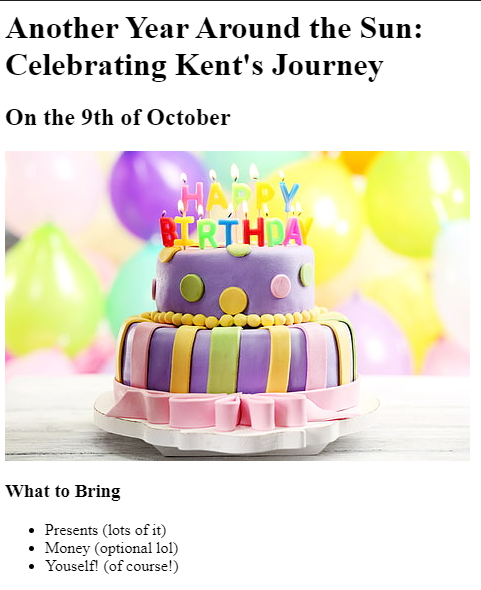 Another Year Around the Sun:
Celebrating Kent's Journey
On the 9th of October
HAPPY
BIRTHDAY
What to Bring
Presents (lots of it)
Money (optional lol)
Youself! (of course!)